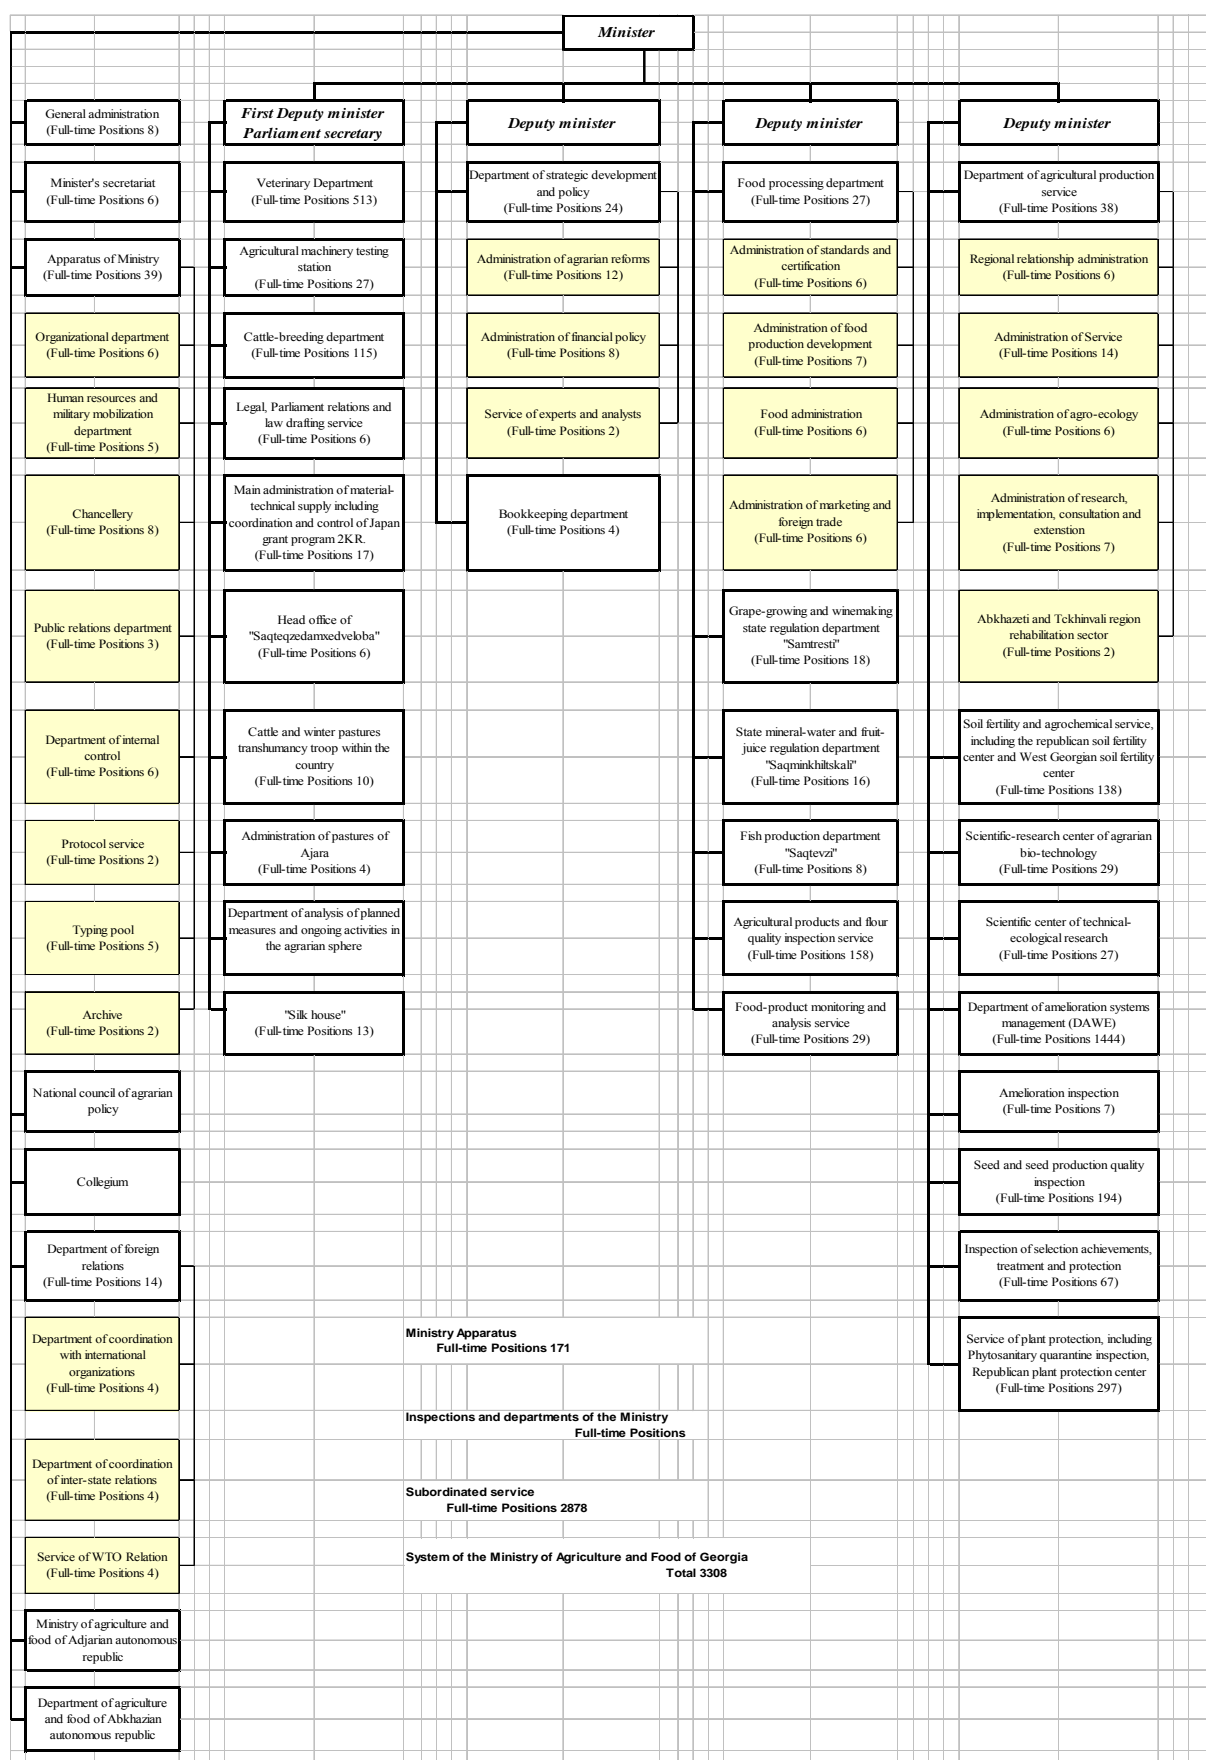 Minister
General administration
(Full-time Positions 8)
Minister's secretariat
(Full-time Positions 6)
Apparatus of Ministry
(Full-time Positions 39)
Organizational department
(Full-time Positions 6)
Human resources and
military mobilization
department
(Full-time Positions 5)
Chancellery
(Full-time Positions 8)
Public relations department
(Full-time Positions 3)
Department of internal
control
(Full-time Positions 6)
Protocol service
(Full-time Positions 2)
Typing pool
(Full-time Positions 5)
Archive
(Full-time Positions 2)
National council of agrarian
policy
Collegium
Department of foreign
relations
(Full-time Positions 14)
Department of coordination
with international
organizations
(Full-time Positions 4)
Department of coordination
of inter-state relations
(Full-time Positions 4)
Service of WTO Relation
(Full-time Positions 4)
Ministry of agriculture and
food of Adjarian autonomous
republic
Department of agriculture
and food of Abkhazian
autonomous republic
First Deputy minister
Parliament secretary
Veterinary Department
(Full-time Positions 513)
Agricultural machinery testing
station
(Full-time Positions 27)
Cattle-breeding department
(Full-time Positions 115)
Legal, Parliament relations and
law drafting service
(Full-time Positions 6)
Main administration of material-
technical supply including
coordination and control of Japan
grant program 2KR.
(Full-time Positions 17)
Head office of
"Saqteqzedamxedveloba"
(Full-time Positions 6)
Cattle and winter pastures
transhumancy troop within the
country
(Full-time Positions 10)
Administration of pastures of
Ajara
(Full-time Positions 4)
Department of analysis of planned
measures and ongoing activities in
the agrarian sphere
"Silk house"
(Full-time Positions 13)
Deputy minister
Department of strategic development
and policy
(Full-time Positions 24)
Administration of agrarian reforms
(Full-time Positions 12)
Administration of financial policy
(Full-time Positions 8)
Service of experts and analysts
(Full-time Positions 2)
Bookkeeping department
(Full-time Positions 4)
Deputy minister
Food processing department
(Full-time Positions 27)
Administration of standards and
certification
(Full-time Positions 6)
Administration of food
production development
(Full-time Positions 7)
Food administration
(Full-time Positions 6)
Administration of marketing and
foreign trade
(Full-time Positions 6)
Grape-growing and winemaking
state regulation department
"Samtresti"
(Full-time Positions 18)
State mineral-water and fruit-
juice regulation department
"Saqminkhiltskali"
(Full-time Positions 16)
Fish production department
"Saqtevzi"
(Full-time Positions 8)
Agricultural products and flour
quality inspection service
(Full-time Positions 158)
Food-product monitoring and
analysis service
(Full-time Positions 29)
Deputy minister
Department of agricultural production
service
(Full-time Positions 38)
Regional relationship administration
(Full-time Positions 6)
Administration of Service
(Full-time Positions 14)
Administration of agro-ecology
(Full-time Positions 6)
Administration of research,
implementation, consultation and
extenstion
(Full-time Positions 7)
Abkhazeti and Tckhinvali region
rehabilitation sector
(Full-time Positions 2)
Soil fertility and agrochemical service,
including the republican soil fertility
center and West Georgian soil fertility
center
(Full-time Positions 138)
Scientific-research center of agrarian
bio-technology
(Full-time Positions 29)
Scientific center of technical-
ecological research
(Full-time Positions 27)
Department of amelioration systems
management (DAWE)
(Full-time Positions 1444)
Amelioration inspection
(Full-time Positions 7)
Seed and seed production quality
inspection
(Full-time Positions 194)
Inspection of selection achievements,
treatment and protection
(Full-time Positions 67)
Service of plant protection, including
Phytosanitary quarantine inspection,
Republican plant protection center
(Full-time Positions 297)
Ministry Apparatus
Full-time Positions 171
Inspections and departments of the Ministry
Full-time Positions
Subordinated service
Full-time Positions 2878
System of the Ministry of Agriculture and Food of Georgia
Total 3308